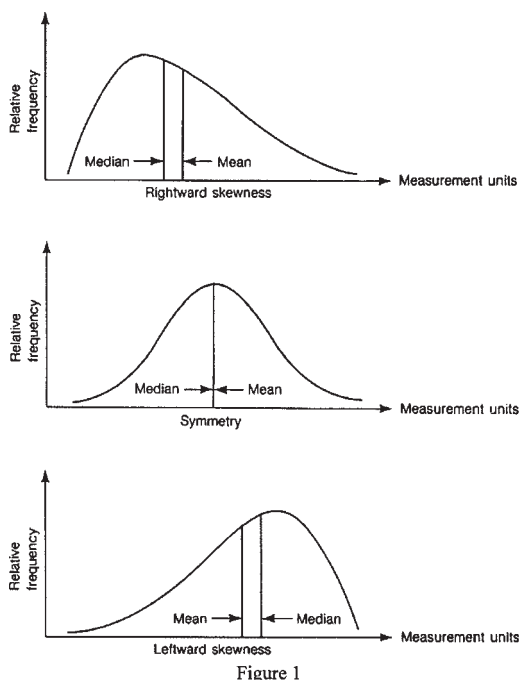 Relative
frequency
Median
Mean
Measurement units
Rightward skewness
Relative
frequency
Median
Mean
Measurement units
Symmetry
Relative
frequency
Mean
Median
Measurement units
Leftward skewness
Figure 1